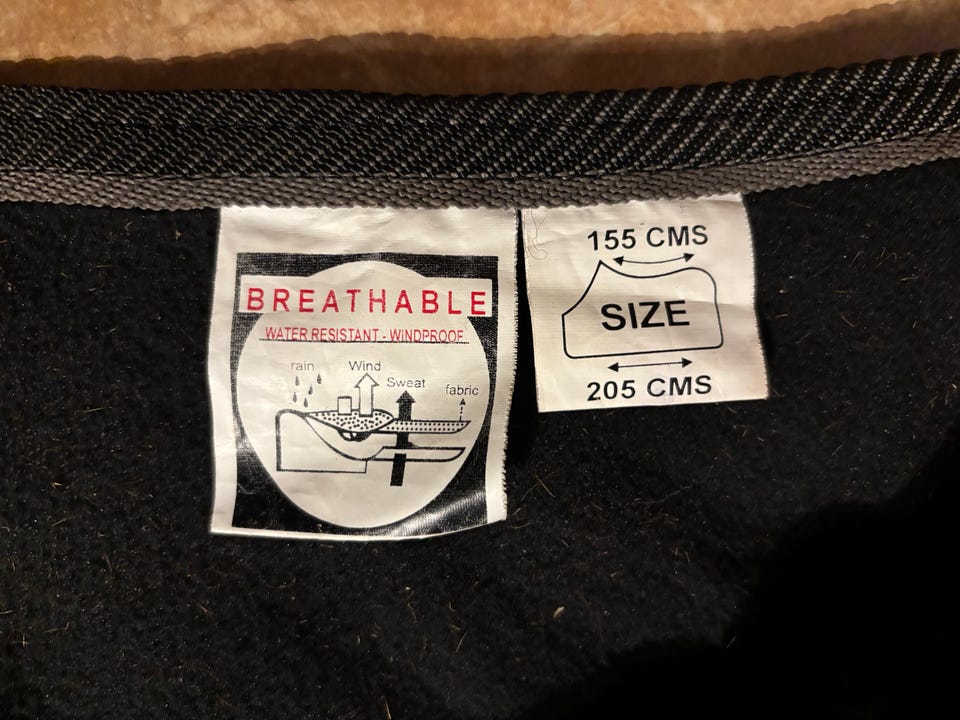 BREATHABLE
WATER RESISTANT - WINDPROOF
rain
Wind
Sweat
fabric
155 CMS
SIZE
205 CMS